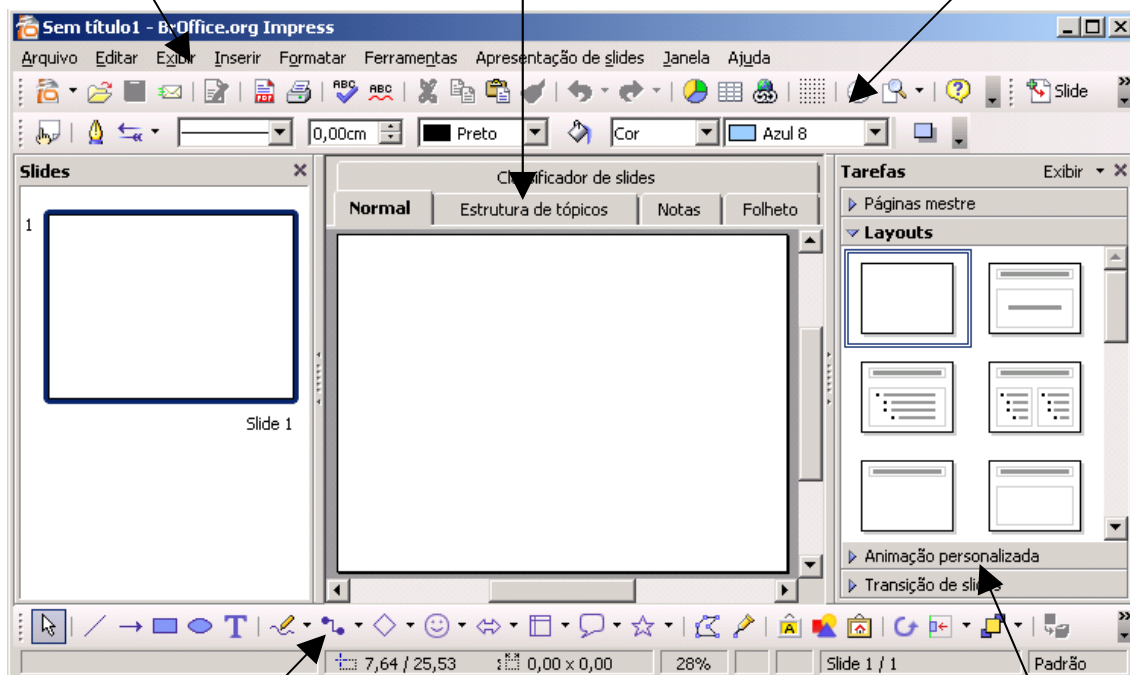 Sem título1 - BrOffice.org Impress
Arquivo Editar Exibir Inserir Formatar Ferramentas Apresentação de slides Janela Ajuda
ABC ABC Slide
0,00cm Preto Cor Azul 8
Slides
Classificador de slides
Normal Estrutura de tópicos Notas Folheto
1
Slide 1
Tarefas Exibir
Páginas mestre
Layouts
Animação personalizada
Transição de slides
T A
7,64 / 25,53 0,00 x 0,00 28% Slide 1 / 1 Padrão